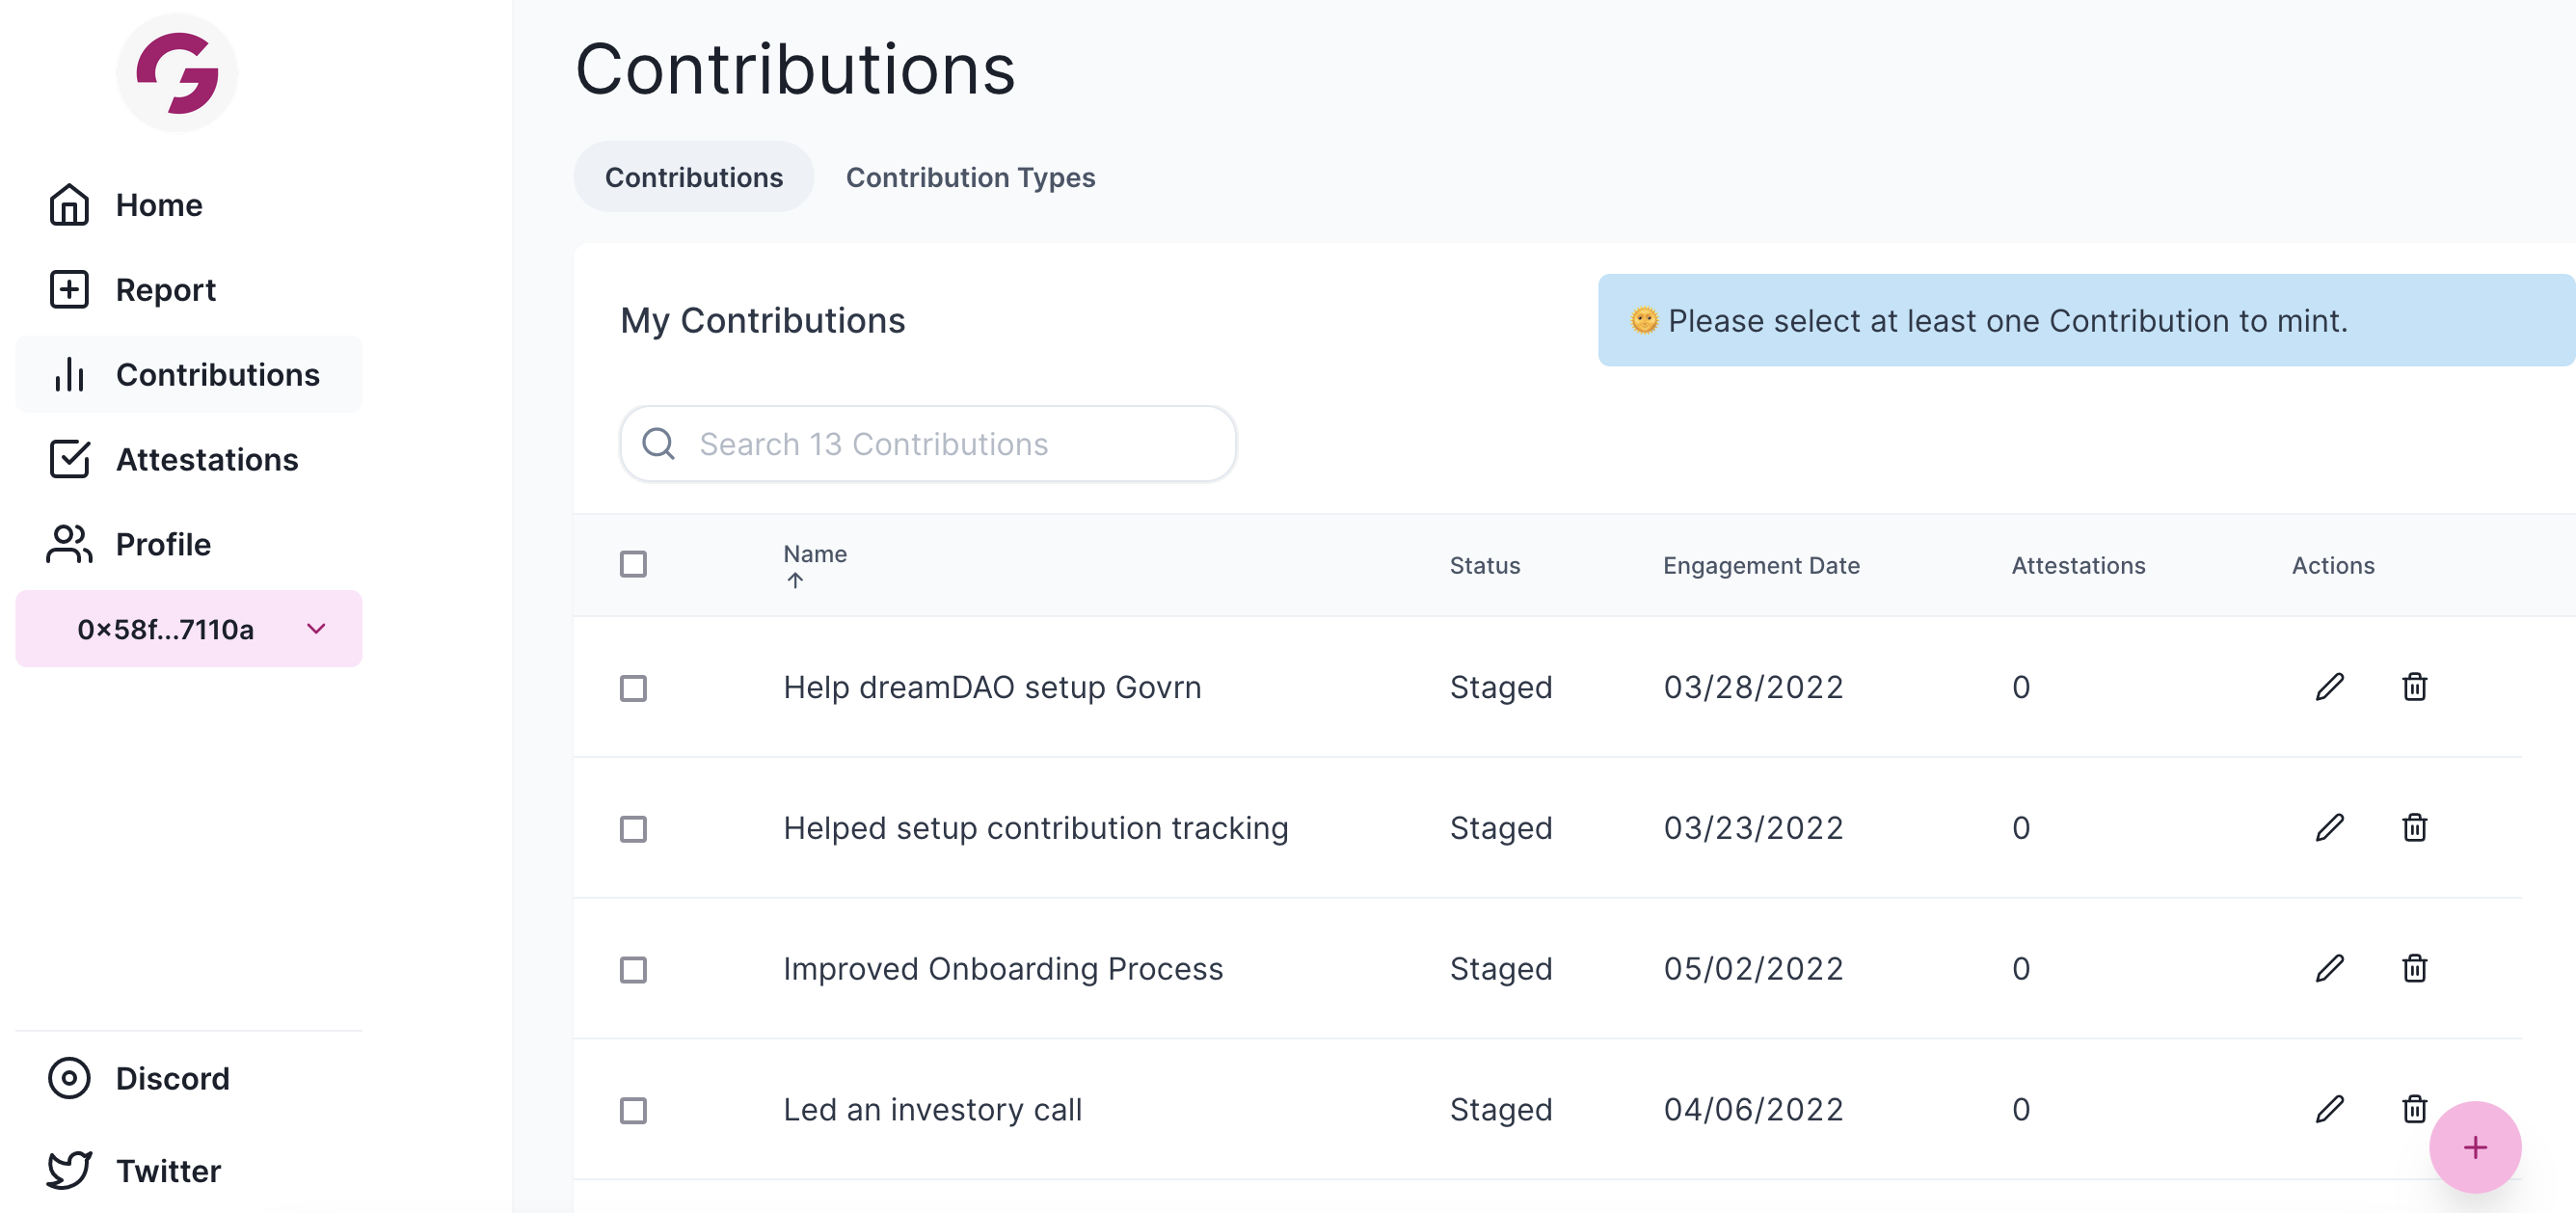 Home
Report
Contributions
Attestations
Profile
0×58f...7110a
Discord
Twitter
Contributions
Contributions Contribution Types
My Contributions
🌞 Please select at least one Contribution to mint.
Search 13 Contributions
Name ↑ Status Engagement Date Attestations Actions
Help dreamDAO setup Govrn Staged 03/28/2022 0
Helped setup contribution tracking Staged 03/23/2022 0
Improved Onboarding Process Staged 05/02/2022 0
Led an investory call Staged 04/06/2022 0